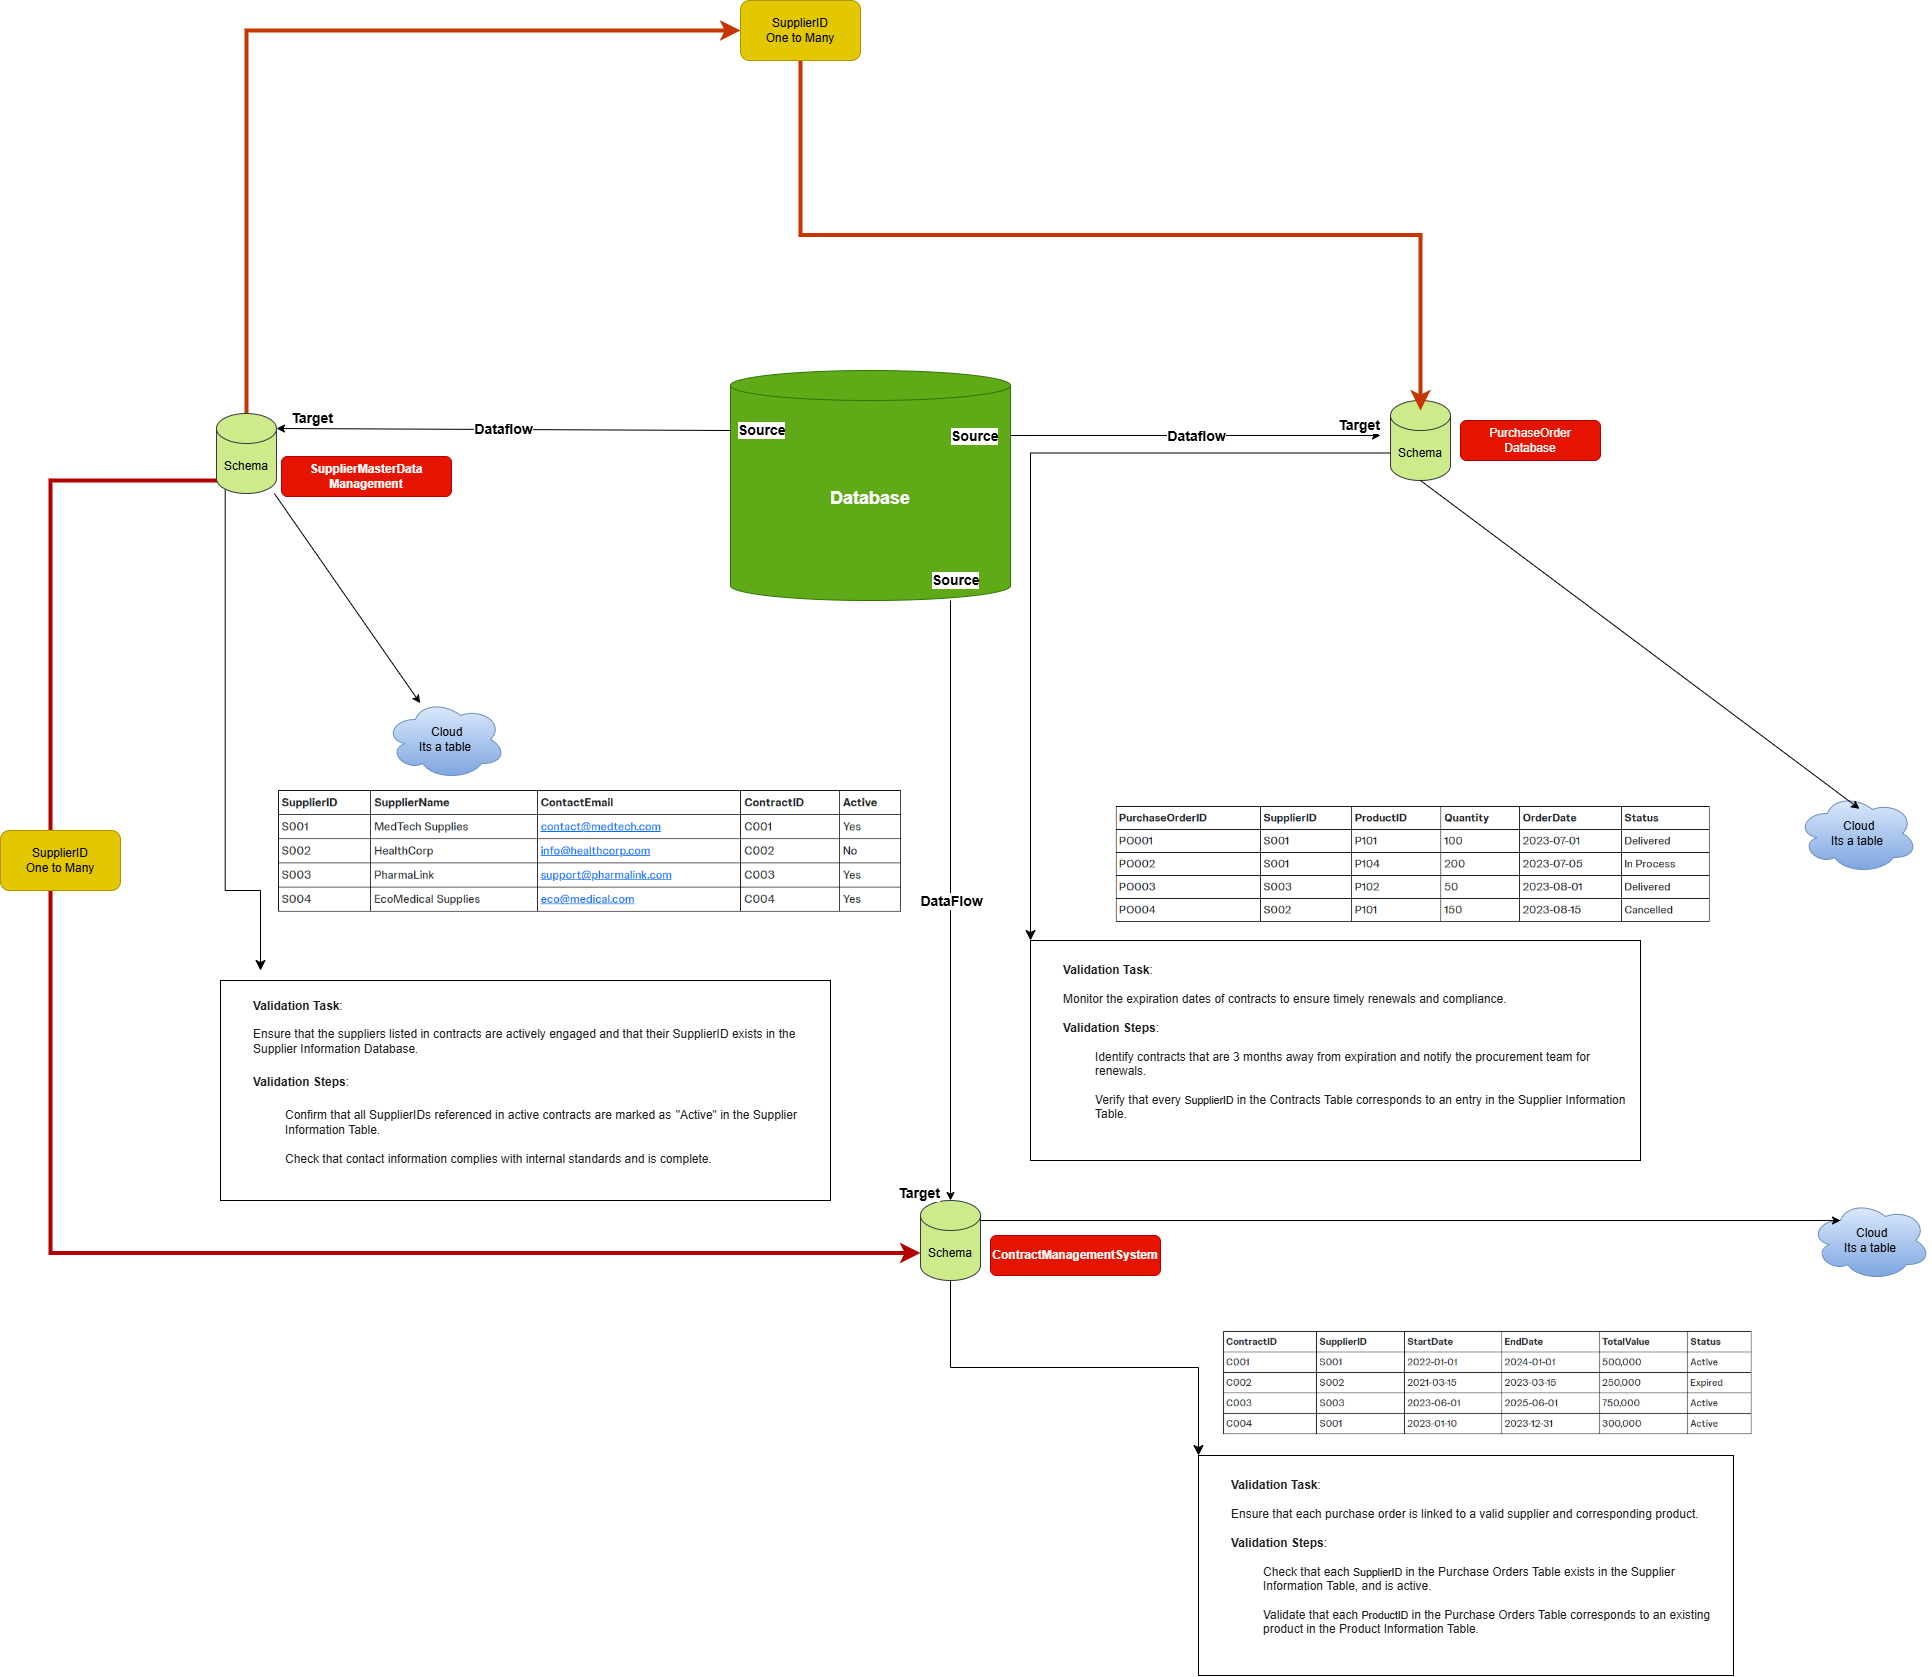 SupplierID
One to Many
Target
Dataflow
Source
Source
Dataflow
Target
Schema
SupplierMasterData
Management
Database
Schema
PurchaseOrder
Database
Source
Cloud
Its a table
SupplierID SupplierName ContactEmail ContractID Active
S001 MedTech Supplies contact@medtech.com C001 Yes
S002 HealthCorp info@healthcorp.com C002 No
S003 PharmaLink support@pharmalink.com C003 Yes
S004 EcoMedical Supplies eco@medical.com C004 Yes
PurchaseOrderID SupplierID ProductID Quantity OrderDate Status
PO001 S001 P101 100 2023-07-01 Delivered
PO002 S001 P104 200 2023-07-05 In Process
PO003 S003 P102 50 2023-08-01 Delivered
PO004 S002 P101 150 2023-08-15 Cancelled
Cloud
Its a table
SupplierID
One to Many
DataFlow
Validation Task:
Ensure that the suppliers listed in contracts are actively engaged and that their SupplierID exists in the
Supplier Information Database.
Validation Steps:
Confirm that all SupplierIDs referenced in active contracts are marked as "Active" in the Supplier
Information Table.
Check that contact information complies with internal standards and is complete.
Validation Task:
Monitor the expiration dates of contracts to ensure timely renewals and compliance.
Validation Steps:
Identify contracts that are 3 months away from expiration and notify the procurement team for
renewals.
Verify that every SupplierID in the Contracts Table corresponds to an entry in the Supplier Information
Table.
Target
Schema
ContractManagementSystem
Cloud
Its a table
ContractID SupplierID StartDate EndDate TotalValue Status
C001 S001 2022-01-01 2024-01-01 500,000 Active
C002 S002 2021-03-15 2023-03-15 250,000 Expired
C003 S003 2023-06-01 2025-06-01 750,000 Active
C004 S001 2023-01-10 2023-12-31 300,000 Active
Validation Task:
Ensure that each purchase order is linked to a valid supplier and corresponding product.
Validation Steps:
Check that each SupplierID in the Purchase Orders Table exists in the Supplier
Information Table, and is active.
Validate that each ProductID in the Purchase Orders Table corresponds to an existing
product in the Product Information Table.